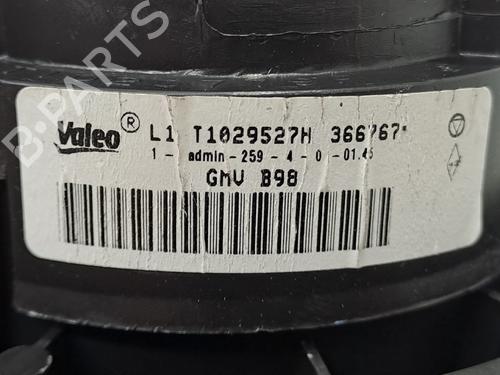 B-PARTS
Valeo ® L1 T1029527H 366767*
1 - admin-259 - 4 - 0 -01.45
GMV B98